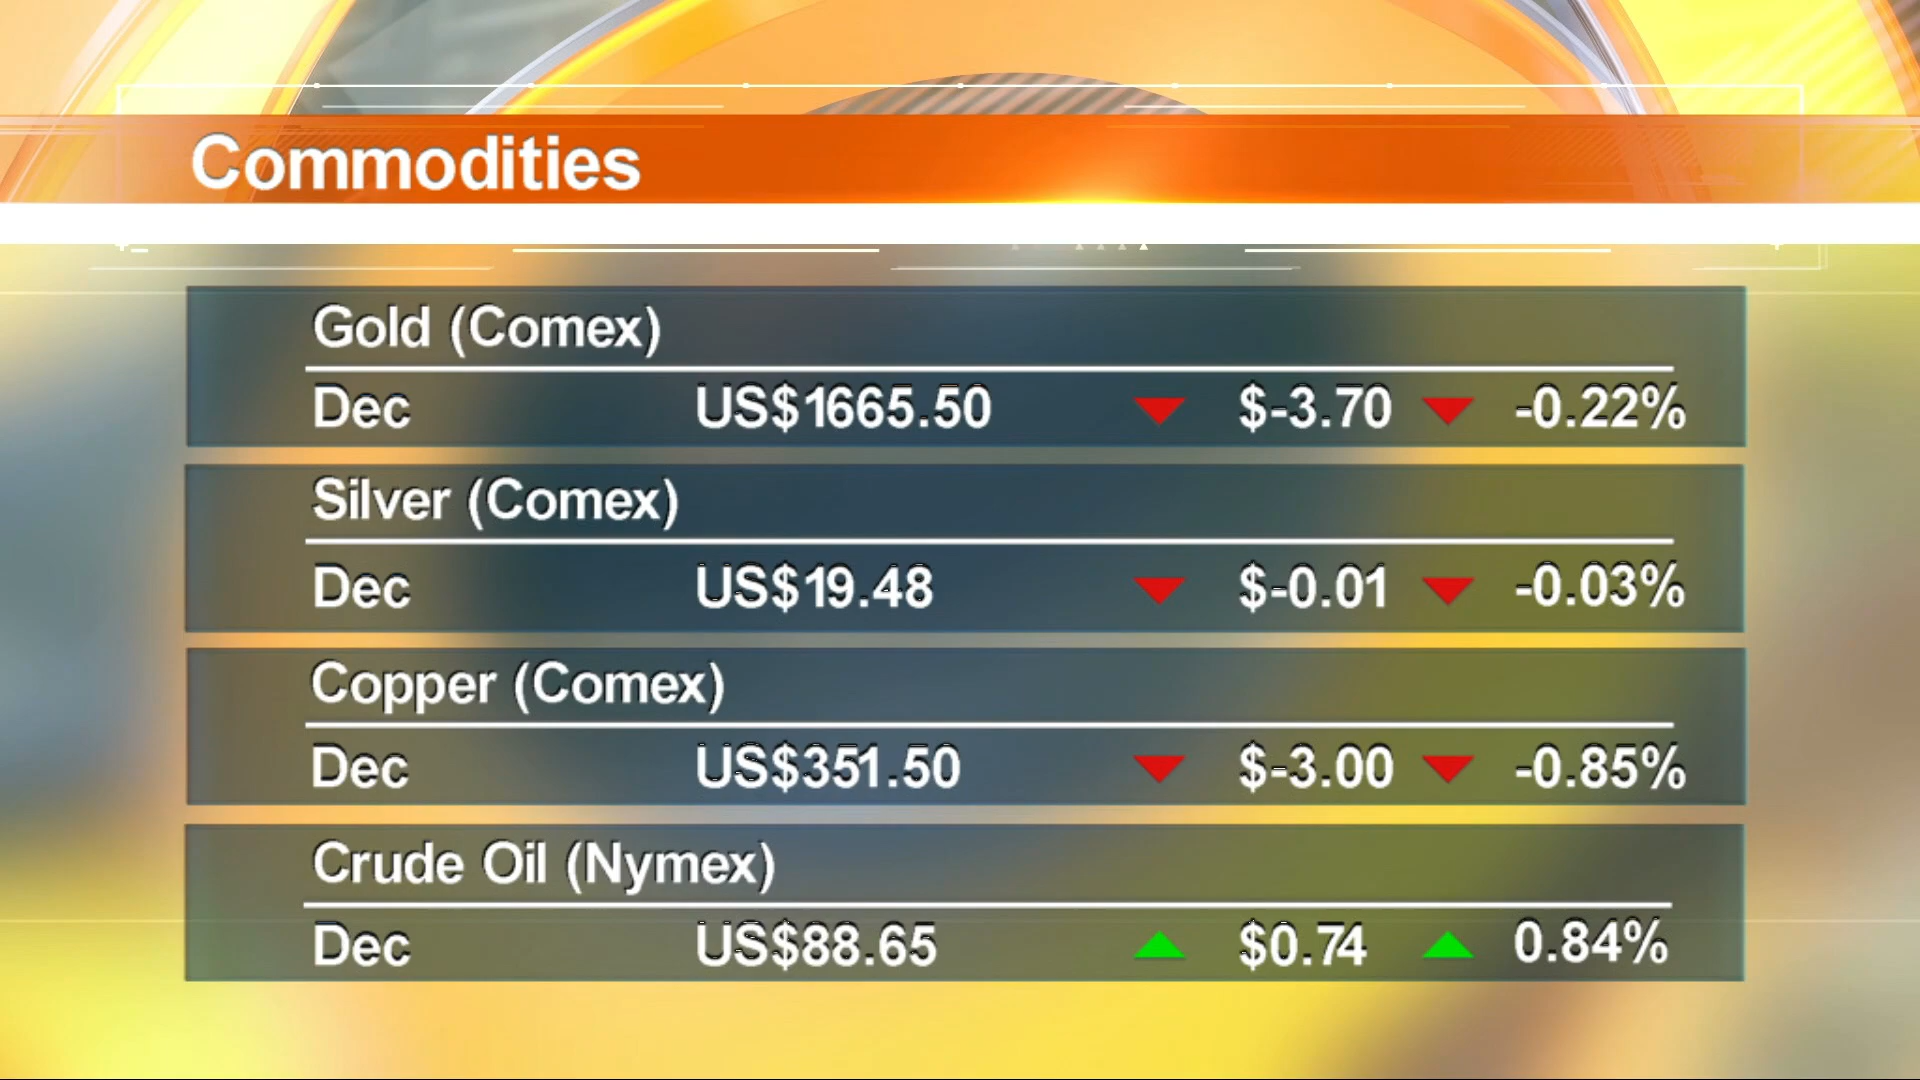 Commodities
Gold (Comex)
Dec US$1665.50 $-3.70 -0.22%
Silver (Comex)
Dec US$19.48 $-0.01 -0.03%
Copper (Comex)
Dec US$351.50 $-3.00 -0.85%
Crude Oil (Nymex)
Dec US$88.65 $0.74 0.84%